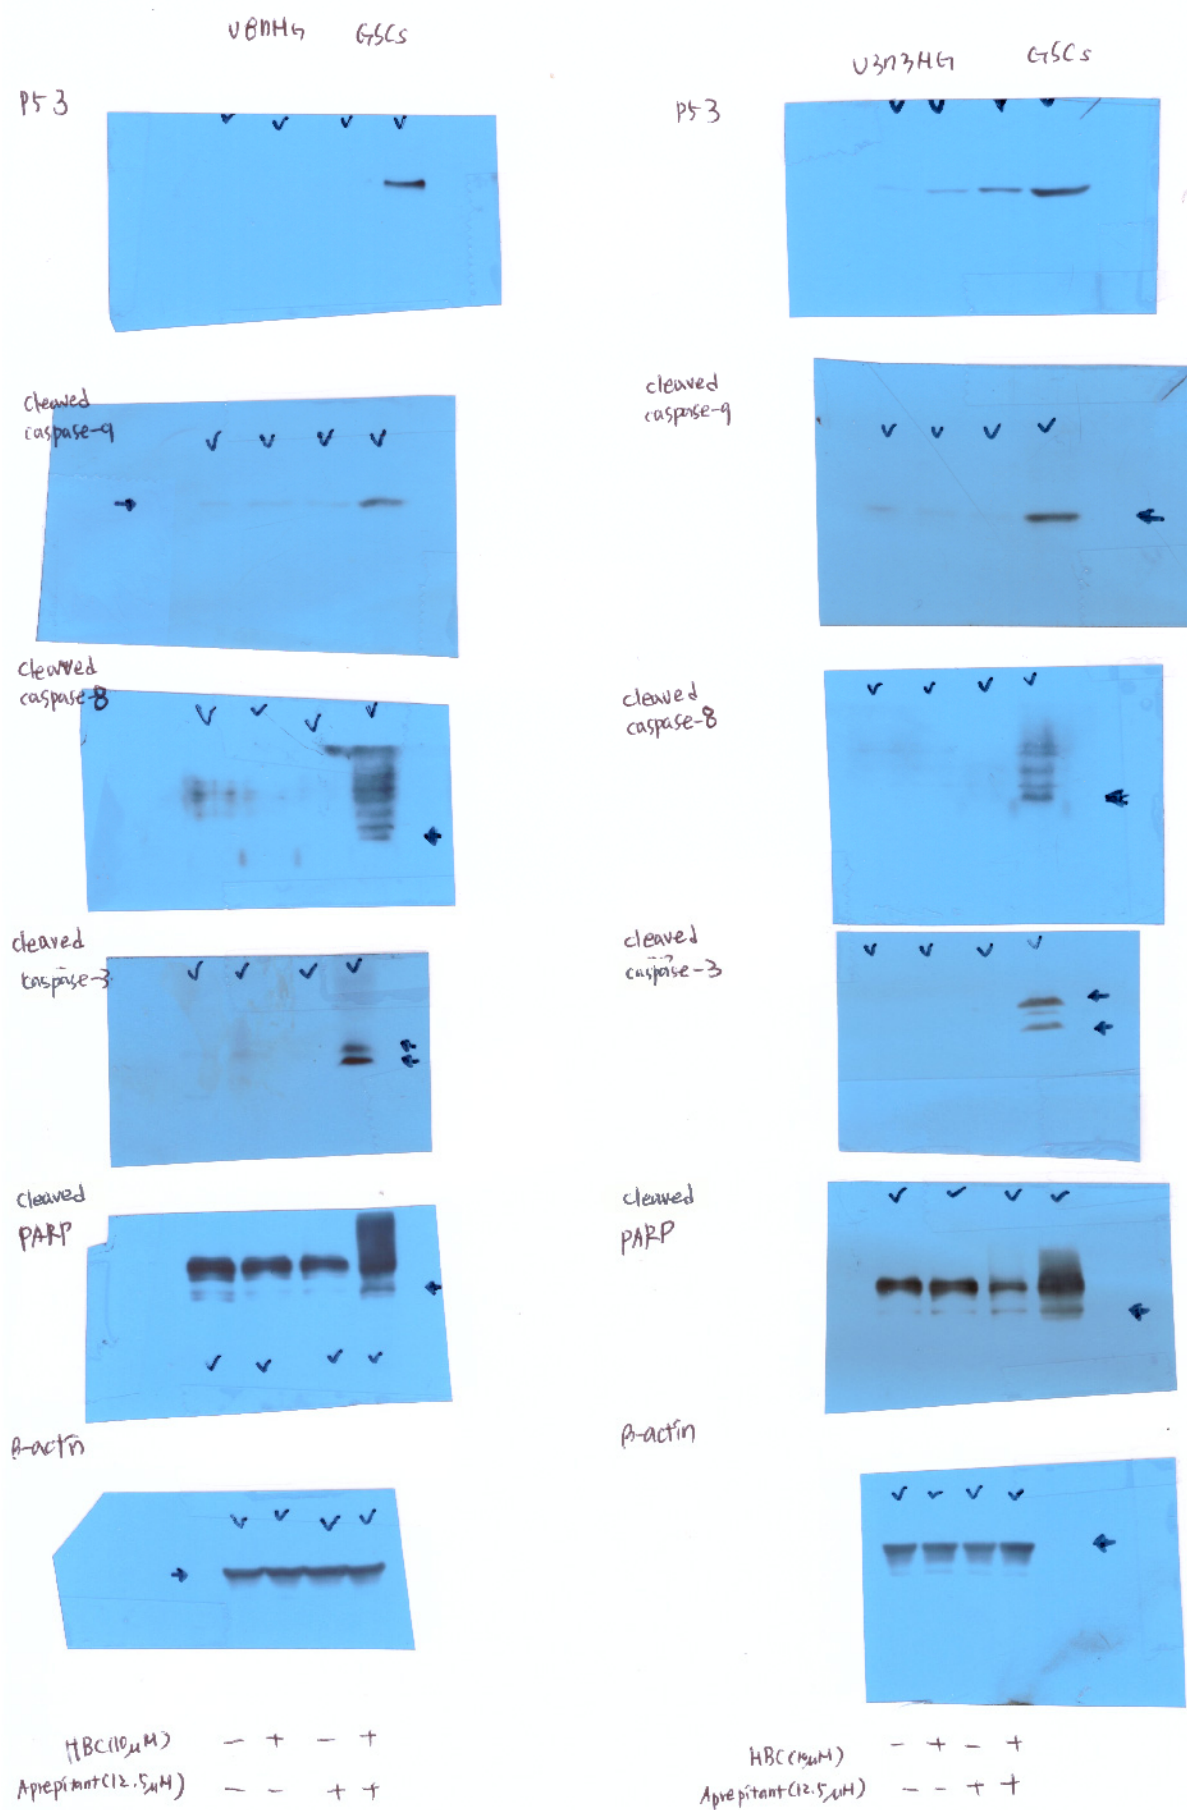 U87MG GSCs
P53
cleaved
caspase-9
cleaved
caspase-8
cleaved
caspase-3
cleaved
PARP
β-actin
HBC(10μM) - + - +
Aprepitant(12.5μM) - - + +
U373MG GSCs
P53
cleaved
caspase-9
cleaved
caspase-8
cleaved
caspase-3
cleaved
PARP
β-actin
HBC(10μM) - + - +
Aprepitant(12.5μM) - - + +